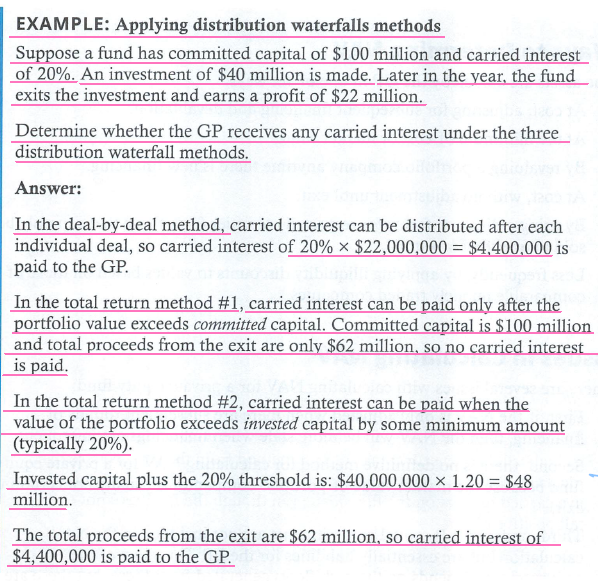 EXAMPLE: Applying distribution waterfalls methods
Suppose a fund has committed capital of $100 million and carried interest
of 20%. An investment of $40 million is made. Later in the year, the fund
exits the investment and earns a profit of $22 million.
Determine whether the GP receives any carried interest under the three
distribution waterfall methods.
Answer:
In the deal-by-deal method, carried interest can be distributed after each
individual deal, so carried interest of 20% × $22,000,000 = $4,400,000 is
paid to the GP.
In the total return method #1, carried interest can be paid only after the
portfolio value exceeds committed capital. Committed capital is $100 million
and total proceeds from the exit are only $62 million, so no carried interest
is paid.
In the total return method #2, carried interest can be paid when the
value of the portfolio exceeds invested capital by some minimum amount
(typically 20%).
Invested capital plus the 20% threshold is: $40,000,000 × 1.20 = $48
million.
The total proceeds from the exit are $62 million, so carried interest of
$4,400,000 is paid to the GP.